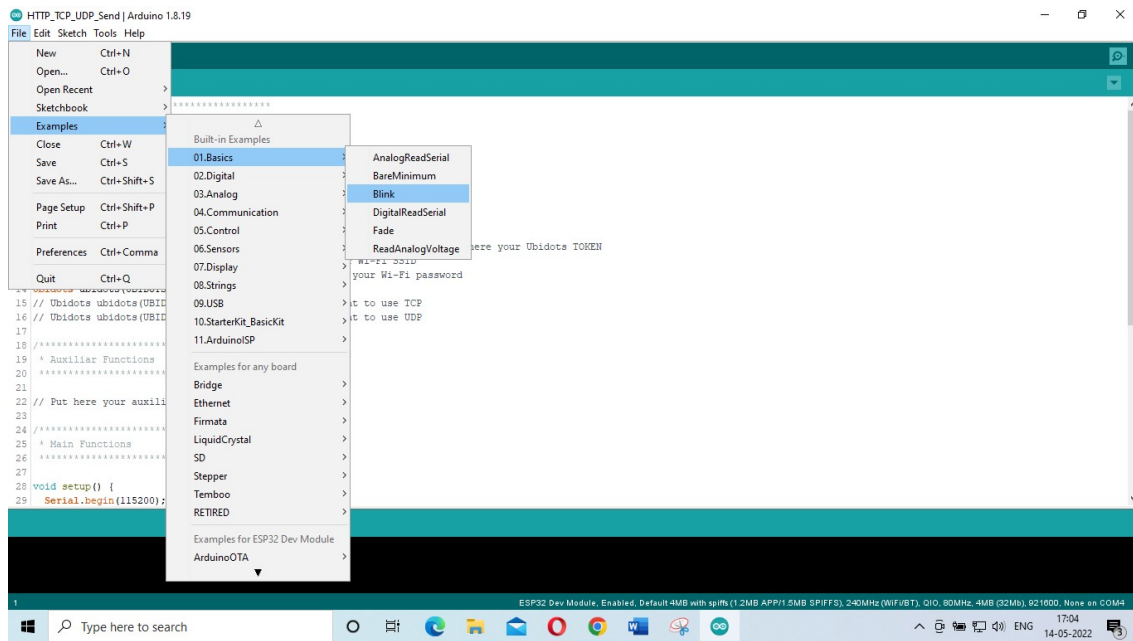 HTTP_TCP_UDP_Send | Arduino 1.8.19
File Edit Sketch Tools Help
New Ctrl+N
Open... Ctrl+O
Open Recent
Sketchbook
Examples
Close Ctrl+W
Save Ctrl+S
Save As... Ctrl+Shift+S
Page Setup Ctrl+Shift+P
Print Ctrl+P
Preferences Ctrl+Comma
Quit Ctrl+Q
Built-in Examples
01.Basics
02.Digital
03.Analog
04.Communication
05.Control
06.Sensors
07.Display
08.Strings
09.USB
10.StarterKit_BasicKit
11.ArduinoISP
Examples for any board
Bridge
Ethernet
Firmata
LiquidCrystal
SD
Stepper
Temboo
RETIRED
Examples for ESP32 Dev Module
ArduinoOTA
AnalogReadSerial
BareMinimum
Blink
DigitalReadSerial
Fade
ReadAnalogVoltage
*****************
here your Ubidots TOKEN
Wi-Fi SSID
your Wi-Fi password
15 // Ubidots ubidots(UBID t to use TCP
16 // Ubidots ubidots(UBID t to use UDP
17
18 /**********************
19 * Auxiliar Functions
20 **********************
21
22 // Put here your auxili
23
24 /**********************
25 * Main Functions
26 **********************
27
28 void setup() {
29 Serial.begin(115200);
1 ESP32 Dev Module, Enabled, Default 4MB with spiffs (1.2MB APP/1.5MB SPIFFS), 240MHz (WiFi/BT), QIO, 80MHz, 4MB (32Mb), 921600, None on COM4
Type here to search
ENG
17:04
14-05-2022
3